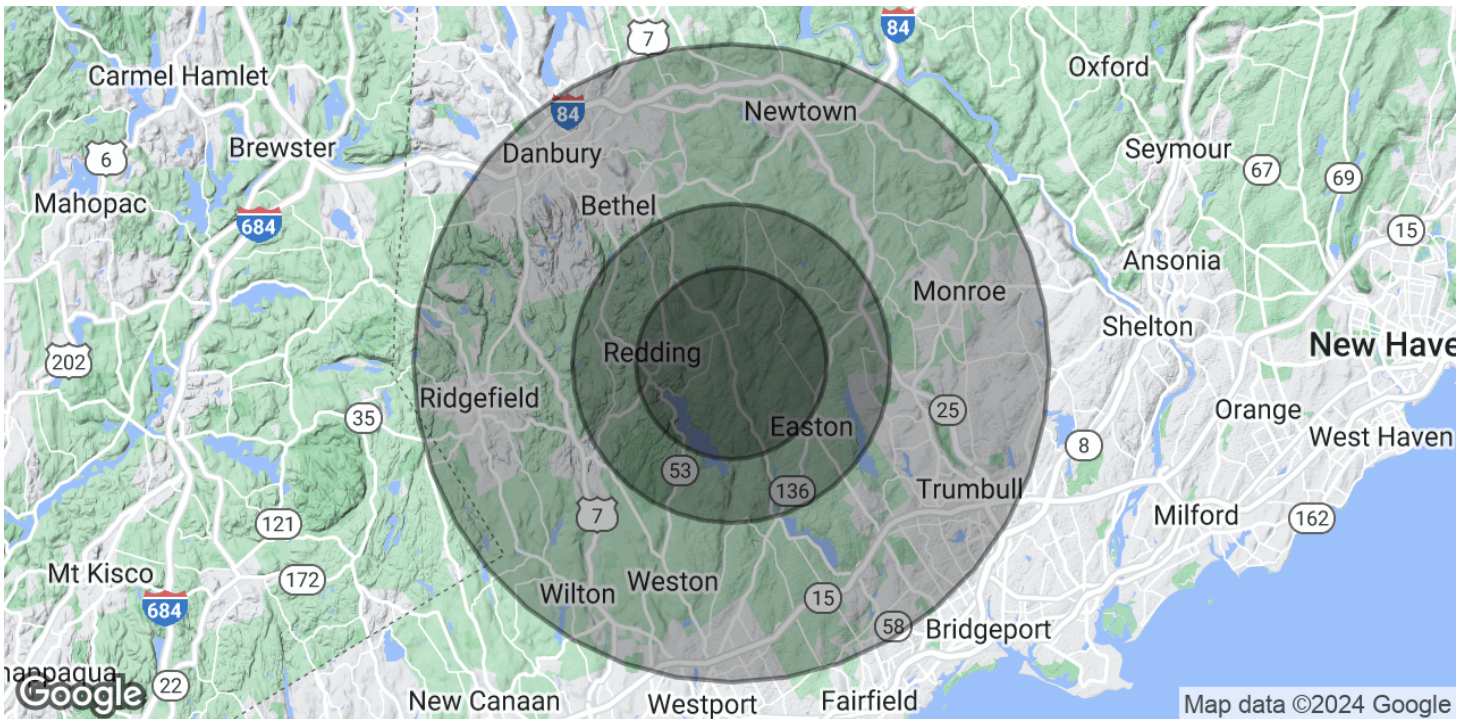 7
84
Carmel Hamlet
Oxford
84
Newtown
Brewster
Danbury
Seymour
6
67
69
Mahopac
Bethel
684
15
Ansonia
Monroe
Shelton
New Have
202
Redding
Ridgefield
35
25
Orange
Easton
West Haven
8
53
136
Trumbull
7
121
Milford
162
Mt Kisco
172
Weston
Wilton
15
684
58
Bridgeport
nappaqua
22
Google
New Canaan
Westport
Fairfield
Map data ©2024 Google